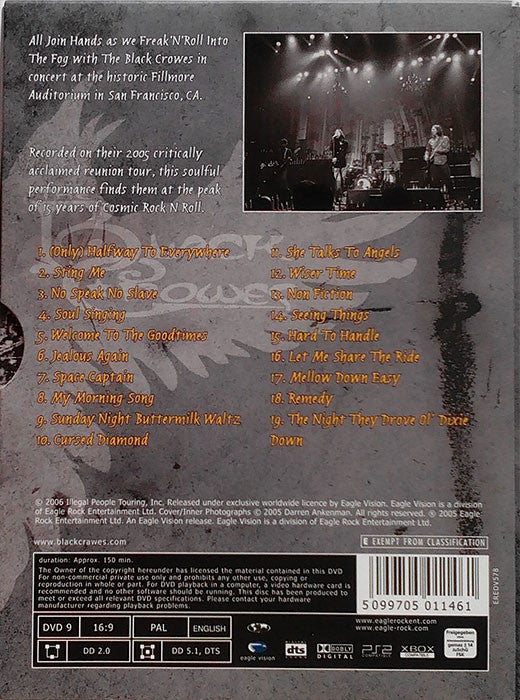 All Join Hands as we Freak'N'Roll Into
The Fog with The Black Crowes in
concert at the historic Fillmore
Auditorium in San Francisco, CA.
Recorded on their 2005 critically
acclaimed reunion tour, this soulful
performance finds them at the peak
of 15 years of Cosmic Rock N Roll.
1. (Only) Halfway To Everywhere
2. Sting Me
3. No Speak No Slave
4. Soul Singing
5. Welcome To The Goodtimes
6. Jealous Again
7. Space Captain
8. My Morning Song
9. Sunday Night Buttermilk Waltz
10. Cursed Diamond
11. She Talks To Angels
12. Wiser Time
13. Non Fiction
14. Seeing Things
15. Hard To Handle
16. Let Me Share The Ride
17. Mellow Down Easy
18. Remedy
19. The Night They Drove Ol' Dixie
Down
© 2006 Illegal People Touring, Inc. Released under exclusive worldwide licence by Eagle Vision. Eagle Vision is a division
of Eagle Rock Entertainment Ltd. Cover/Inner Photographs © 2005 Darren Ankenman. All rights reserved. ℗ 2005 Eagle
Rock Entertainment Ltd. An Eagle Vision release. Eagle Vision is a division of Eagle Rock Entertainment Ltd.
www.blackcrowes.com
E EXEMPT FROM CLASSIFICATION
duration: Approx. 150 min.
The Owner of the copyright hereunder has licensed the material contained in this DVD
For non-commercial private use only and prohibits any other use, copying or
reproduction in whole or part. For DVD playback in a computer, a video hardware card is
recommended and no other software should be running. This disc has been produced to
meet or exceed all relevant DVD specifications. Please contact your hardware
manufacturer regarding playback problems.
5099705 011461
EREDV578
DVD 9 16:9 PAL ENGLISH
DD 2.0 DD 5.1, DTS
eagle vision
dts
DOLBY
DIGITAL
PS2
COMPATIBLE
XBOX
COMPATIBLE
www.eaglerockent.com
www.eagle-rock.com
Freigegeben
gemäss § 14
JuSchG
FSK